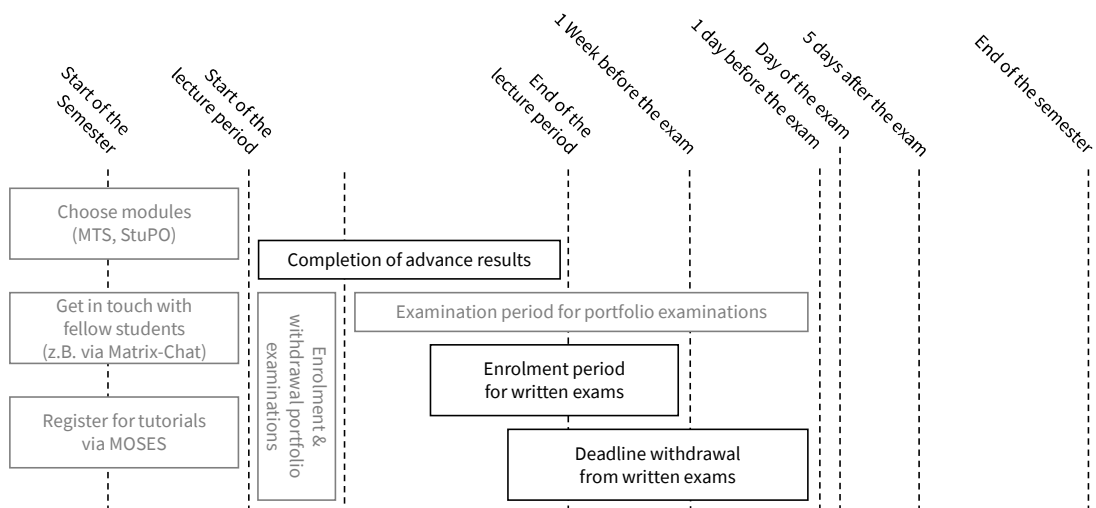 Start of the
Semester
Start of the
lecture period
End of the
lecture period
1 Week before the exam
1 day before the exam
Day of the exam
5 days after the exam
End of the semester
Choose modules
(MTS, StuPO)
Completion of advance results
Get in touch with
fellow students
(z.B. via Matrix-Chat)
Enrolment &
withdrawal portfolio
examinations
Examination period for portfolio examinations
Enrolment period
for written exams
Register for tutorials
via MOSES
Deadline withdrawal
from written exams